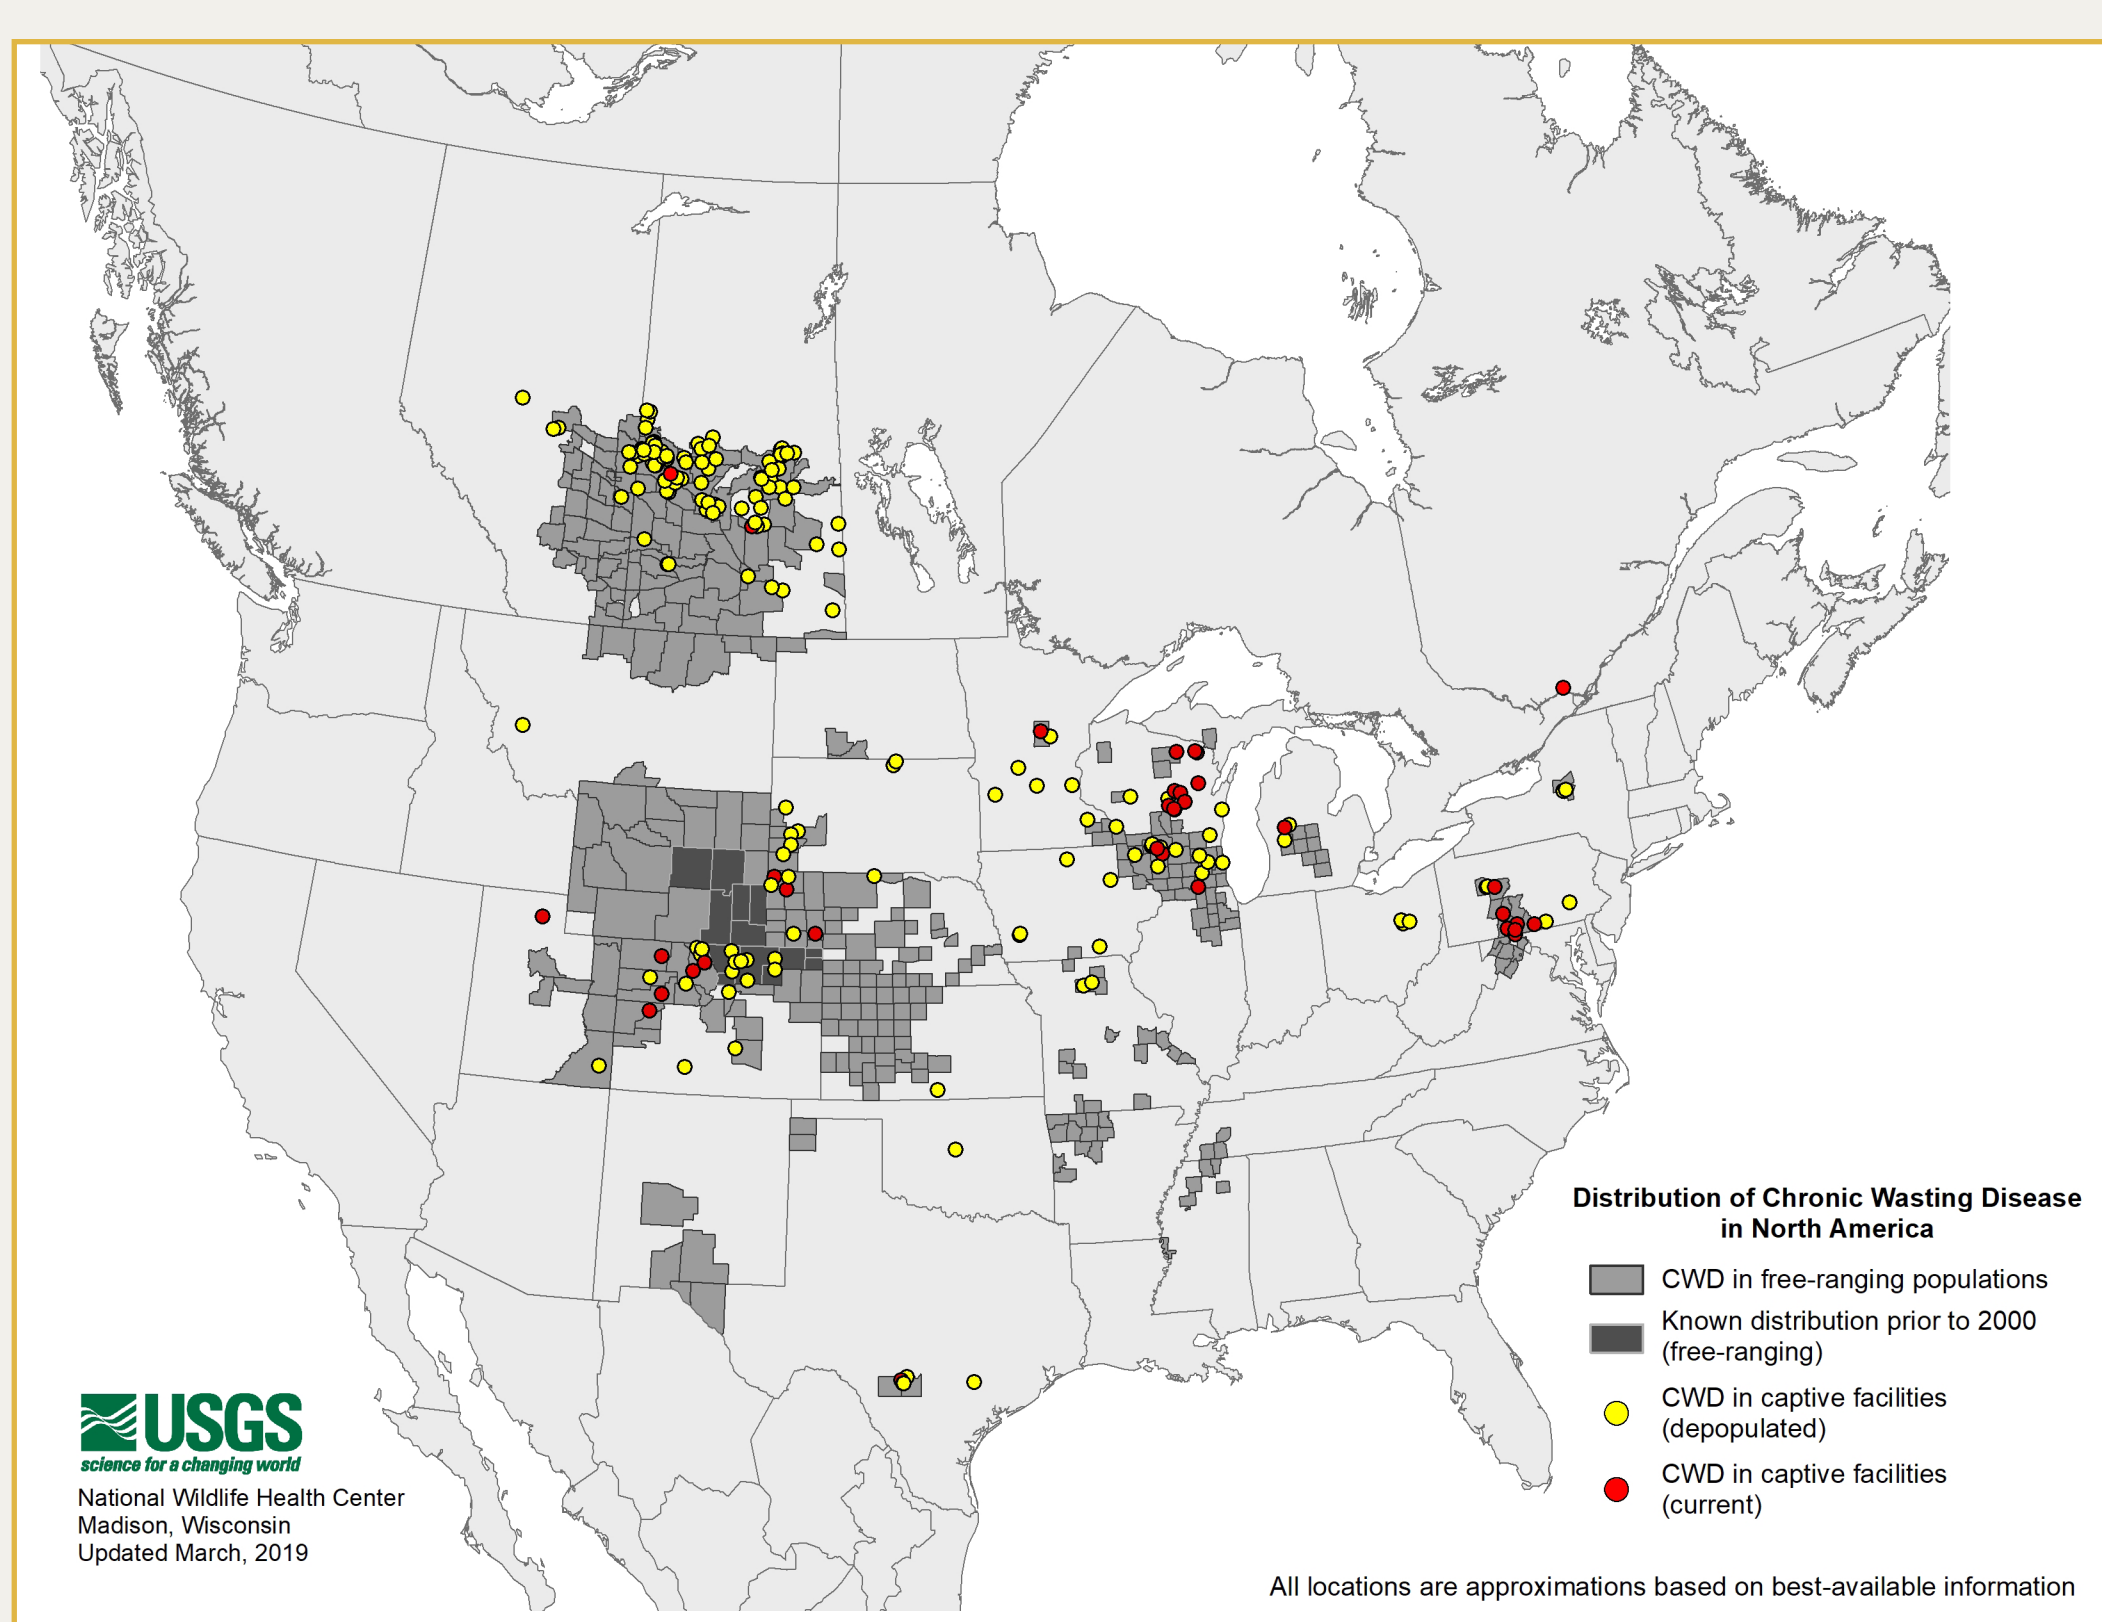 Distribution of Chronic Wasting Disease
in North America
CWD in free-ranging populations
Known distribution prior to 2000
(free-ranging)
CWD in captive facilities
(depopulated)
CWD in captive facilities
(current)
USGS
science for a changing world
National Wildlife Health Center
Madison, Wisconsin
Updated March, 2019
All locations are approximations based on best-available information